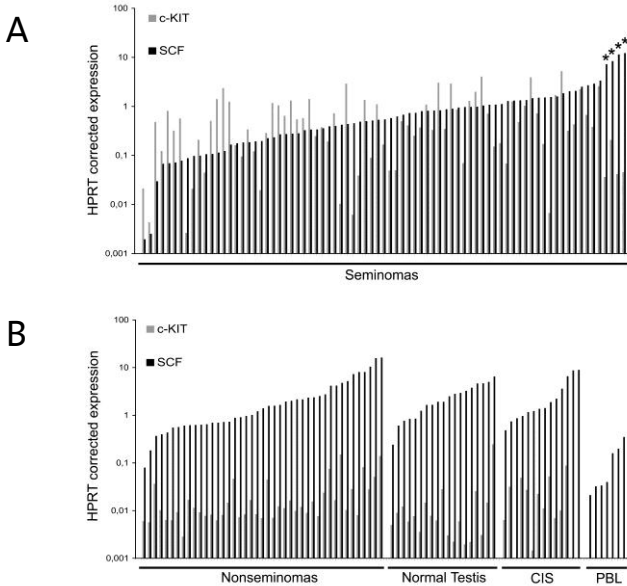 A
c-KIT
SCF
HPRT corrected expression
100
10
1
0,1
0,01
0,001
* * * *
Seminomas
B
c-KIT
SCF
HPRT corrected expression
100
10
1
0,1
0,01
0,001
Nonseminomas Normal Testis CIS PBL